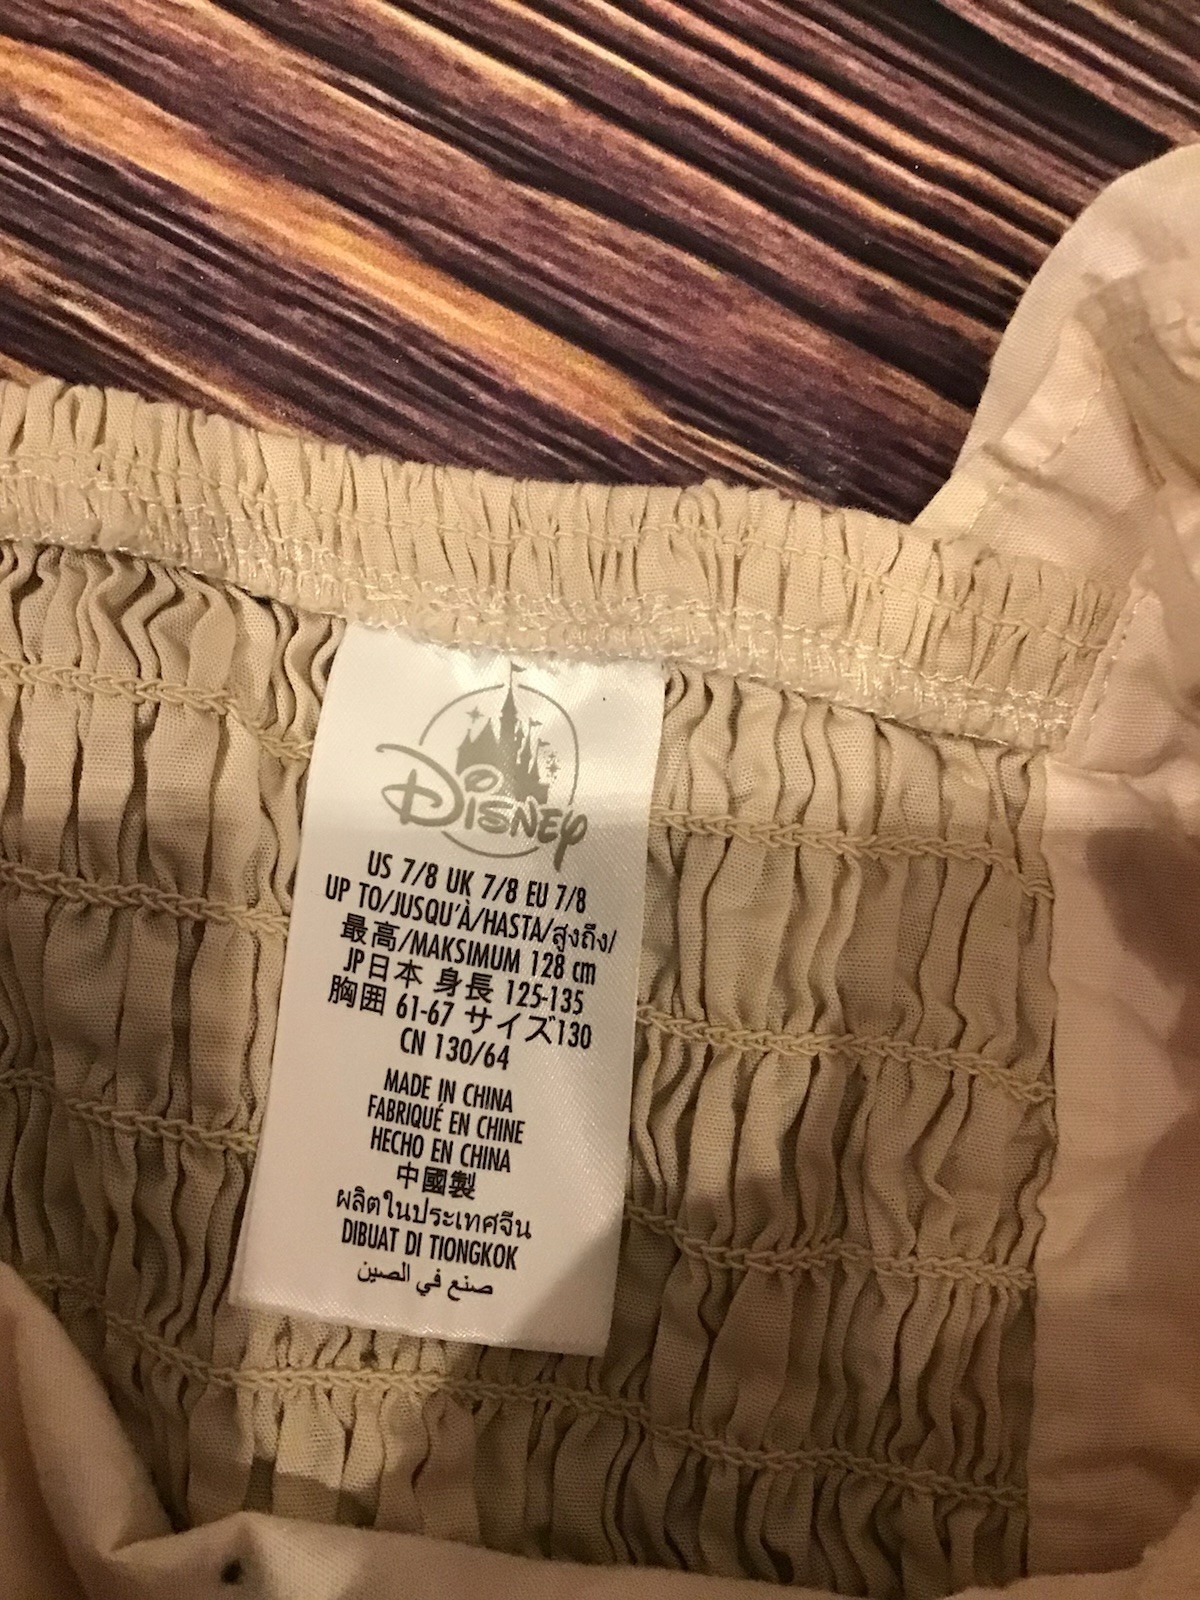 Disney
US 7/8 UK 7/8 EU 7/8
UP TO/JUSQU'À/HASTA/สูงถึง/
最高/MAKSIMUM 128 cm
JP日本 身長 125-135
胸囲 61-67 サイズ130
CN 130/64
MADE IN CHINA
FABRIQUÉ EN CHINE
HECHO EN CHINA
中國製
ผลิตในประเทศจีน
DIBUAT DI TIONGKOK
صنع في الصين